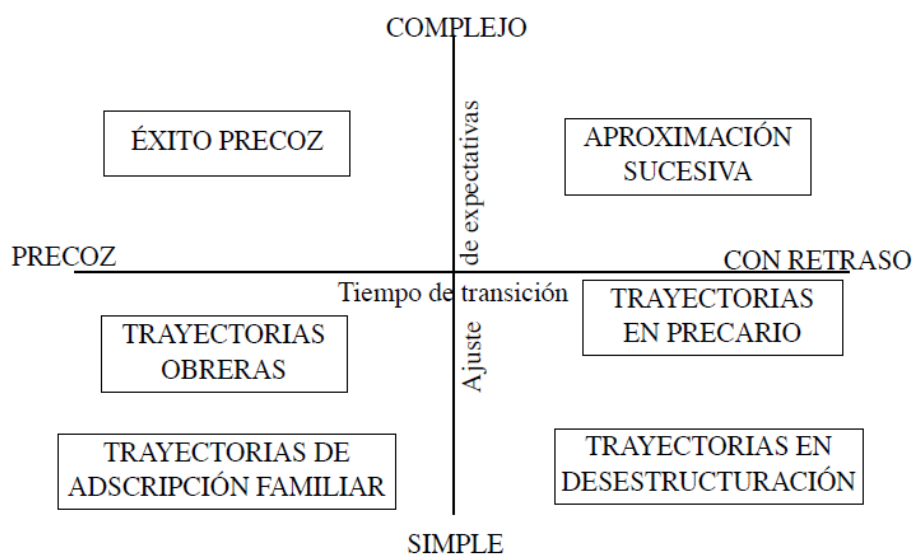 COMPLEJO
ÉXITO PRECOZ
de expectativas
APROXIMACIÓN
SUCESIVA
PRECOZ
CON RETRASO
Tiempo de transición
TRAYECTORIAS
EN PRECARIO
TRAYECTORIAS
OBRERAS
Ajuste
TRAYECTORIAS DE
ADSCRIPCIÓN FAMILIAR
TRAYECTORIAS EN
DESESTRUCTURACIÓN
SIMPLE